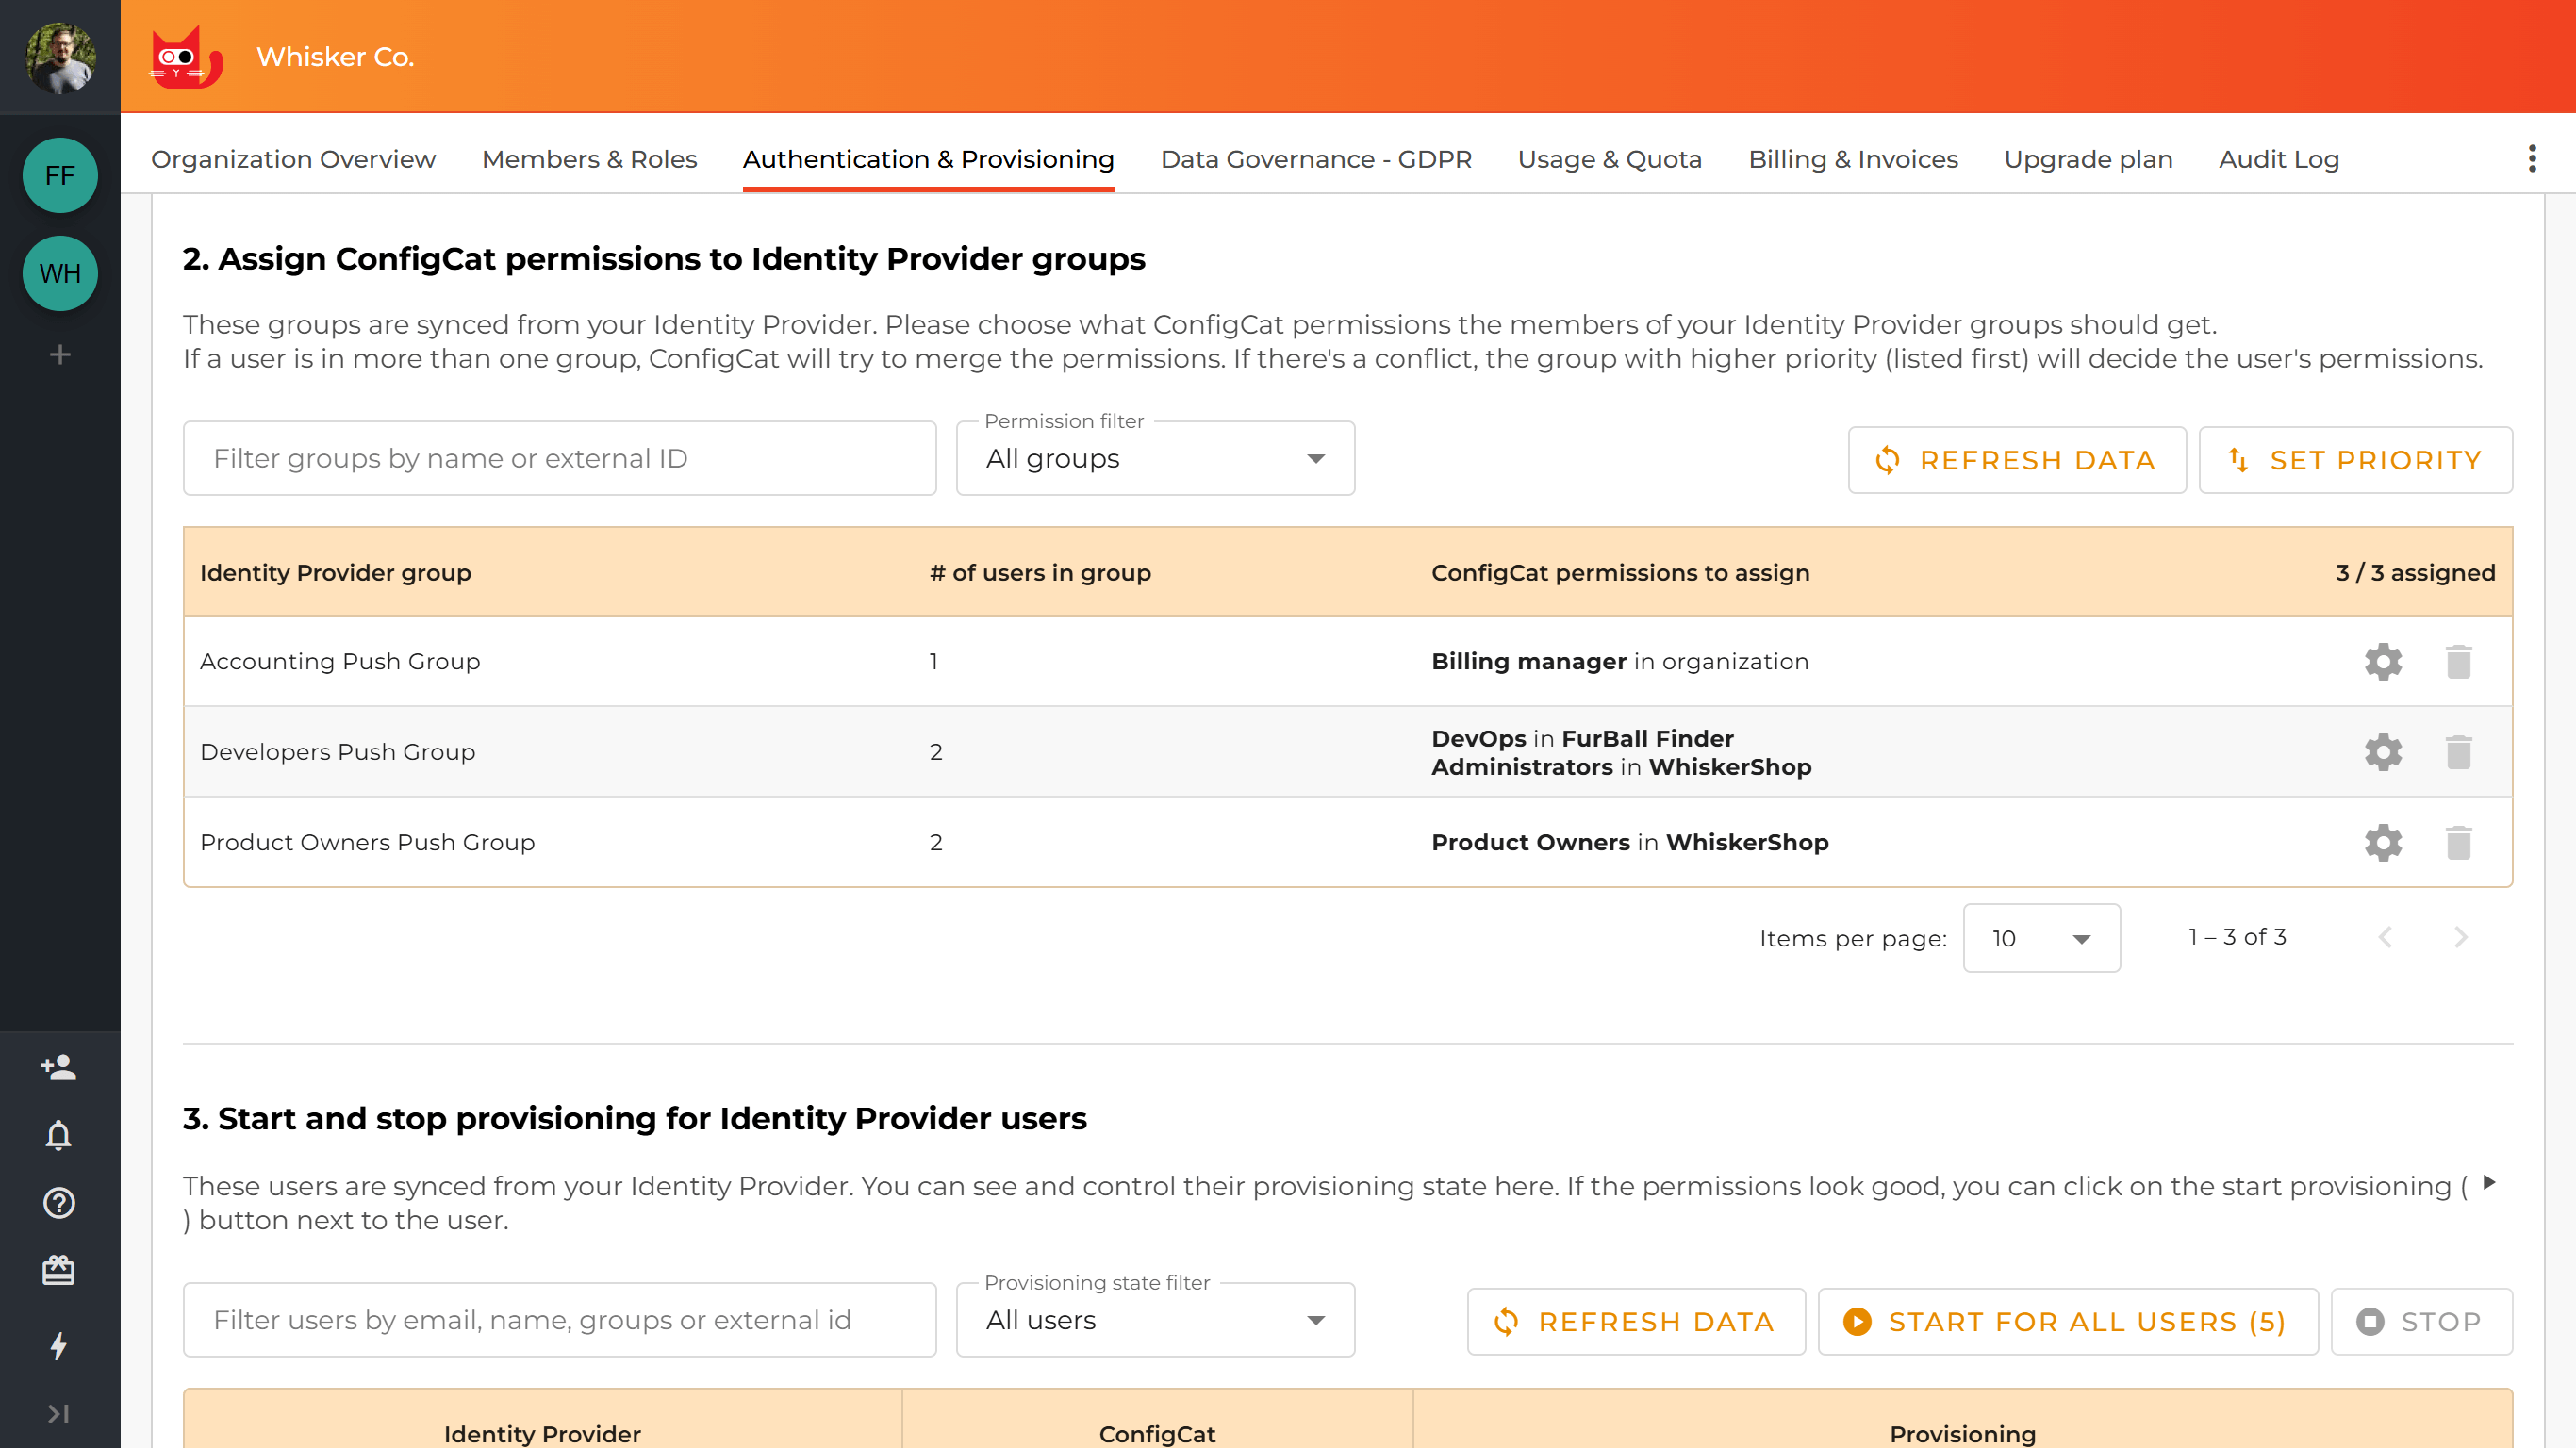 Whisker Co.
FF
WH
Organization Overview
Members & Roles
Authentication & Provisioning
Data Governance - GDPR
Usage & Quota
Billing & Invoices
Upgrade plan
Audit Log
2. Assign ConfigCat permissions to Identity Provider groups
These groups are synced from your Identity Provider. Please choose what ConfigCat permissions the members of your Identity Provider groups should get.
If a user is in more than one group, ConfigCat will try to merge the permissions. If there's a conflict, the group with higher priority (listed first) will decide the user's permissions.
Filter groups by name or external ID
Permission filter
All groups
REFRESH DATA
SET PRIORITY
Identity Provider group
# of users in group
ConfigCat permissions to assign
3 / 3 assigned
Accounting Push Group
1
Billing manager in organization
Developers Push Group
2
DevOps in FurBall Finder
Administrators in WhiskerShop
Product Owners Push Group
2
Product Owners in WhiskerShop
Items per page:
10
1 – 3 of 3
3. Start and stop provisioning for Identity Provider users
These users are synced from your Identity Provider. You can see and control their provisioning state here. If the permissions look good, you can click on the start provisioning (
) button next to the user.
Filter users by email, name, groups or external id
Provisioning state filter
All users
REFRESH DATA
START FOR ALL USERS (5)
STOP
Identity Provider
ConfigCat
Provisioning